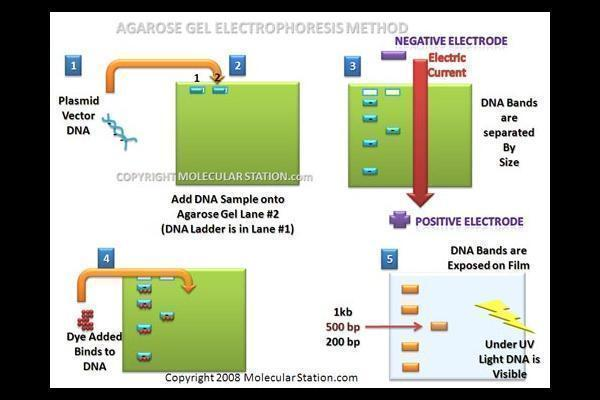 AGAROSE GEL ELECTROPHORESIS METHOD
1
2
1 2
Plasmid
Vector
DNA
COPYRIGHT MOLECULAR STATION.com
Add DNA Sample onto
Agarose Gel Lane #2
(DNA Ladder is in Lane #1)
3
NEGATIVE ELECTRODE
Electric
Current
DNA Bands
are
separated
By
Size
POSITIVE ELECTRODE
4
Dye Added
Binds to
DNA
5
DNA Bands are
Exposed on Film
1kb
500 bp
200 bp
Under UV
Light DNA is
Visible
Copyright 2008 MolecularStation.com